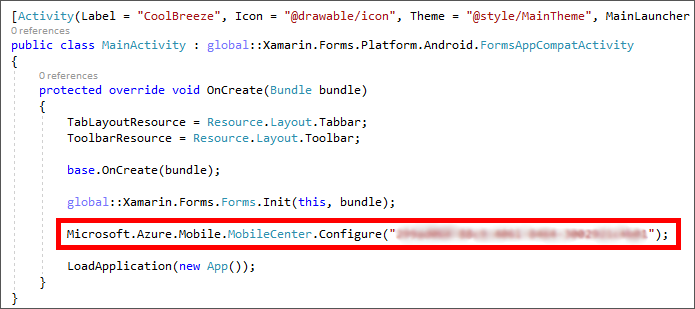 [Activity(Label = "CoolBreeze", Icon = "@drawable/icon", Theme = "@style/MainTheme", MainLauncher
0 references
public class MainActivity : global::Xamarin.Forms.Platform.Android.FormsAppCompatActivity
{
0 references
protected override void OnCreate(Bundle bundle)
{
TabLayoutResource = Resource.Layout.Tabbar;
ToolbarResource = Resource.Layout.Toolbar;
base.OnCreate(bundle);
global::Xamarin.Forms.Forms.Init(this, bundle);
Microsoft.Azure.Mobile.MobileCenter.Configure("");
LoadApplication(new App());
}
}